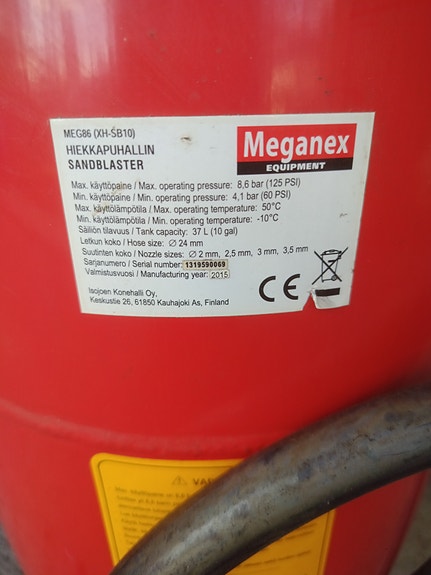 MEG86 (XH-SB10)
HIEKKAPUHALLIN
SANDBLASTER
Meganex
EQUIPMENT
Max. käyttöpaine / Max. operating pressure: 8,6 bar (125 PSI)
Min. käyttöpaine / Min. operating pressure: 4,1 bar (60 PSI)
Max. käyttölämpötila / Max. operating temperature: 50°C
Min. käyttölämpötila / Min. operating temperature: -10°C
Säiliön tilavuus / Tank capacity: 37 L (10 gal)
Letkun koko / Hose size: Ø 24 mm
Suutinten koko / Nozzle sizes: Ø 2 mm, 2,5 mm, 3 mm, 3,5 mm
Sarjanumero / Serial number: 1319590069
Valmistusvuosi / Manufacturing year: 2015
Isojoen Konehalli Oy,
Keskustie 26, 61850 Kauhajoki As, Finland
CE